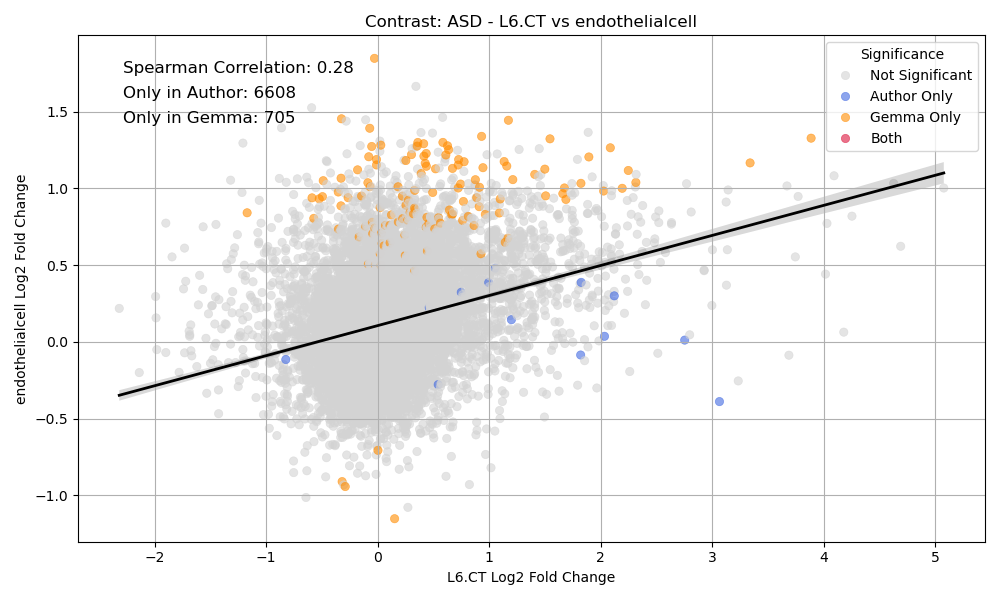 Contrast: ASD - L6.CT vs endothelialcell
Spearman Correlation: 0.28
Only in Author: 6608
Only in Gemma: 705
Significance
Not Significant
Author Only
Gemma Only
Both
endothelialcell Log2 Fold Change
1.5
1.0
0.5
0.0
−0.5
−1.0
−2
−1
0
1
2
3
4
5
L6.CT Log2 Fold Change